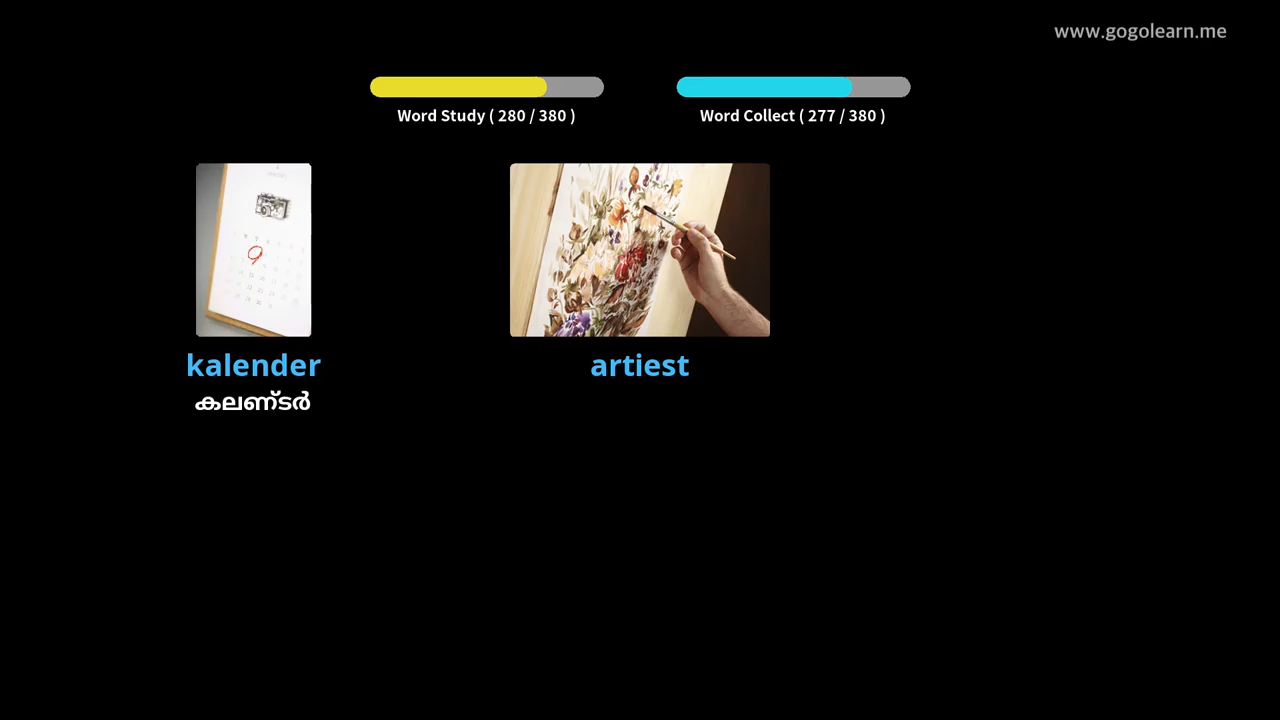 www.gogolearn.me
Word Study ( 280 / 380 )
Word Collect ( 277 / 380 )
kalender
artiest
കലണ്ടർ